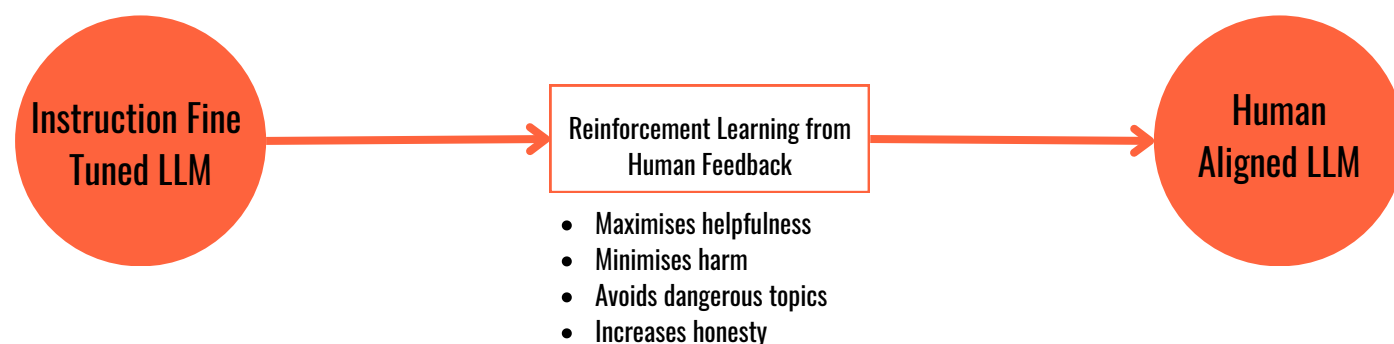 Instruction Fine
Tuned LLM
Reinforcement Learning from
Human Feedback
• Maximises helpfulness
• Minimises harm
• Avoids dangerous topics
• Increases honesty
Human
Aligned LLM